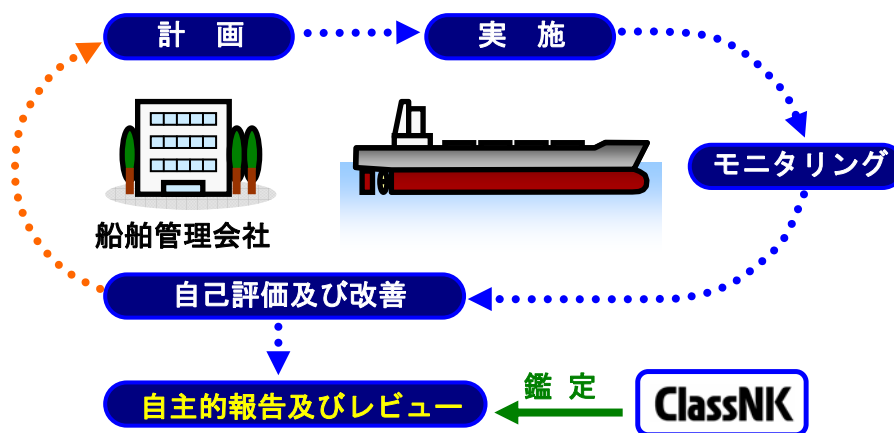 計 画
実 施
モニタリング
船舶管理会社
自己評価及び改善
自主的報告及びレビュー
鑑 定
ClassNK